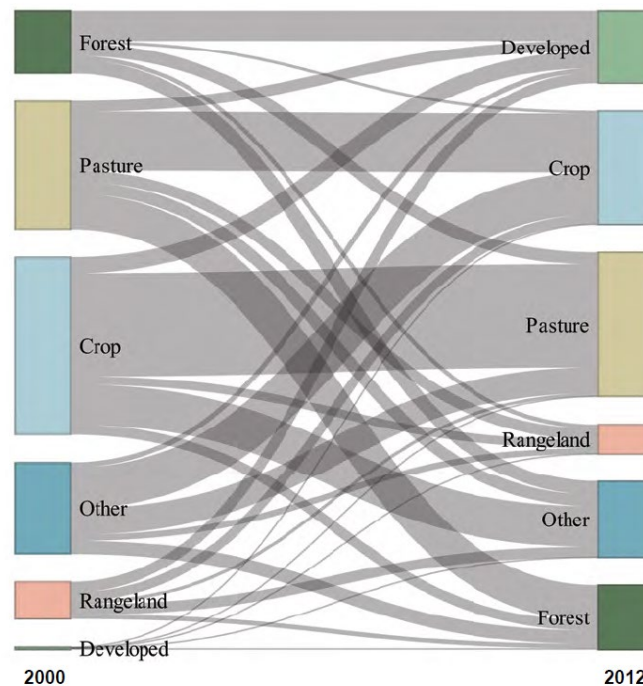 Forest
Pasture
Crop
Other
Rangeland
Developed
2000
Developed
Crop
Pasture
Rangeland
Other
Forest
2012